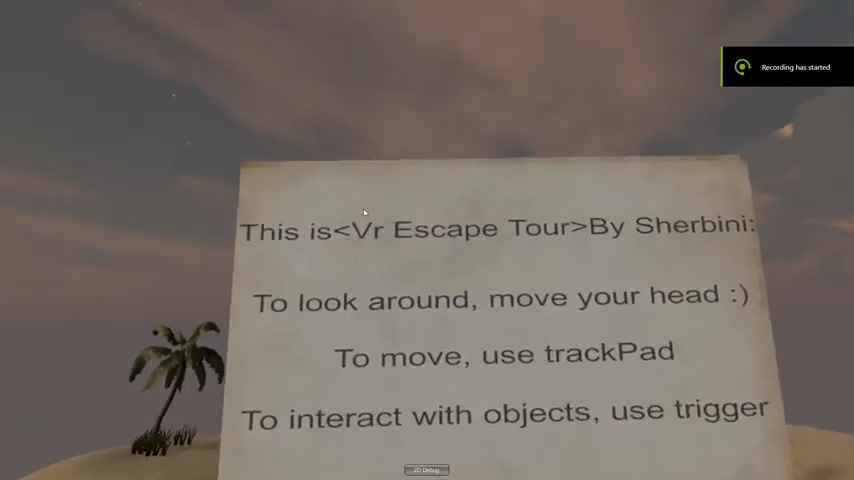 Recording has started
This is<Vr Escape Tour>By Sherbini:
To look around, move your head :)
To move, use trackPad
To interact with objects, use trigger
2D Debug